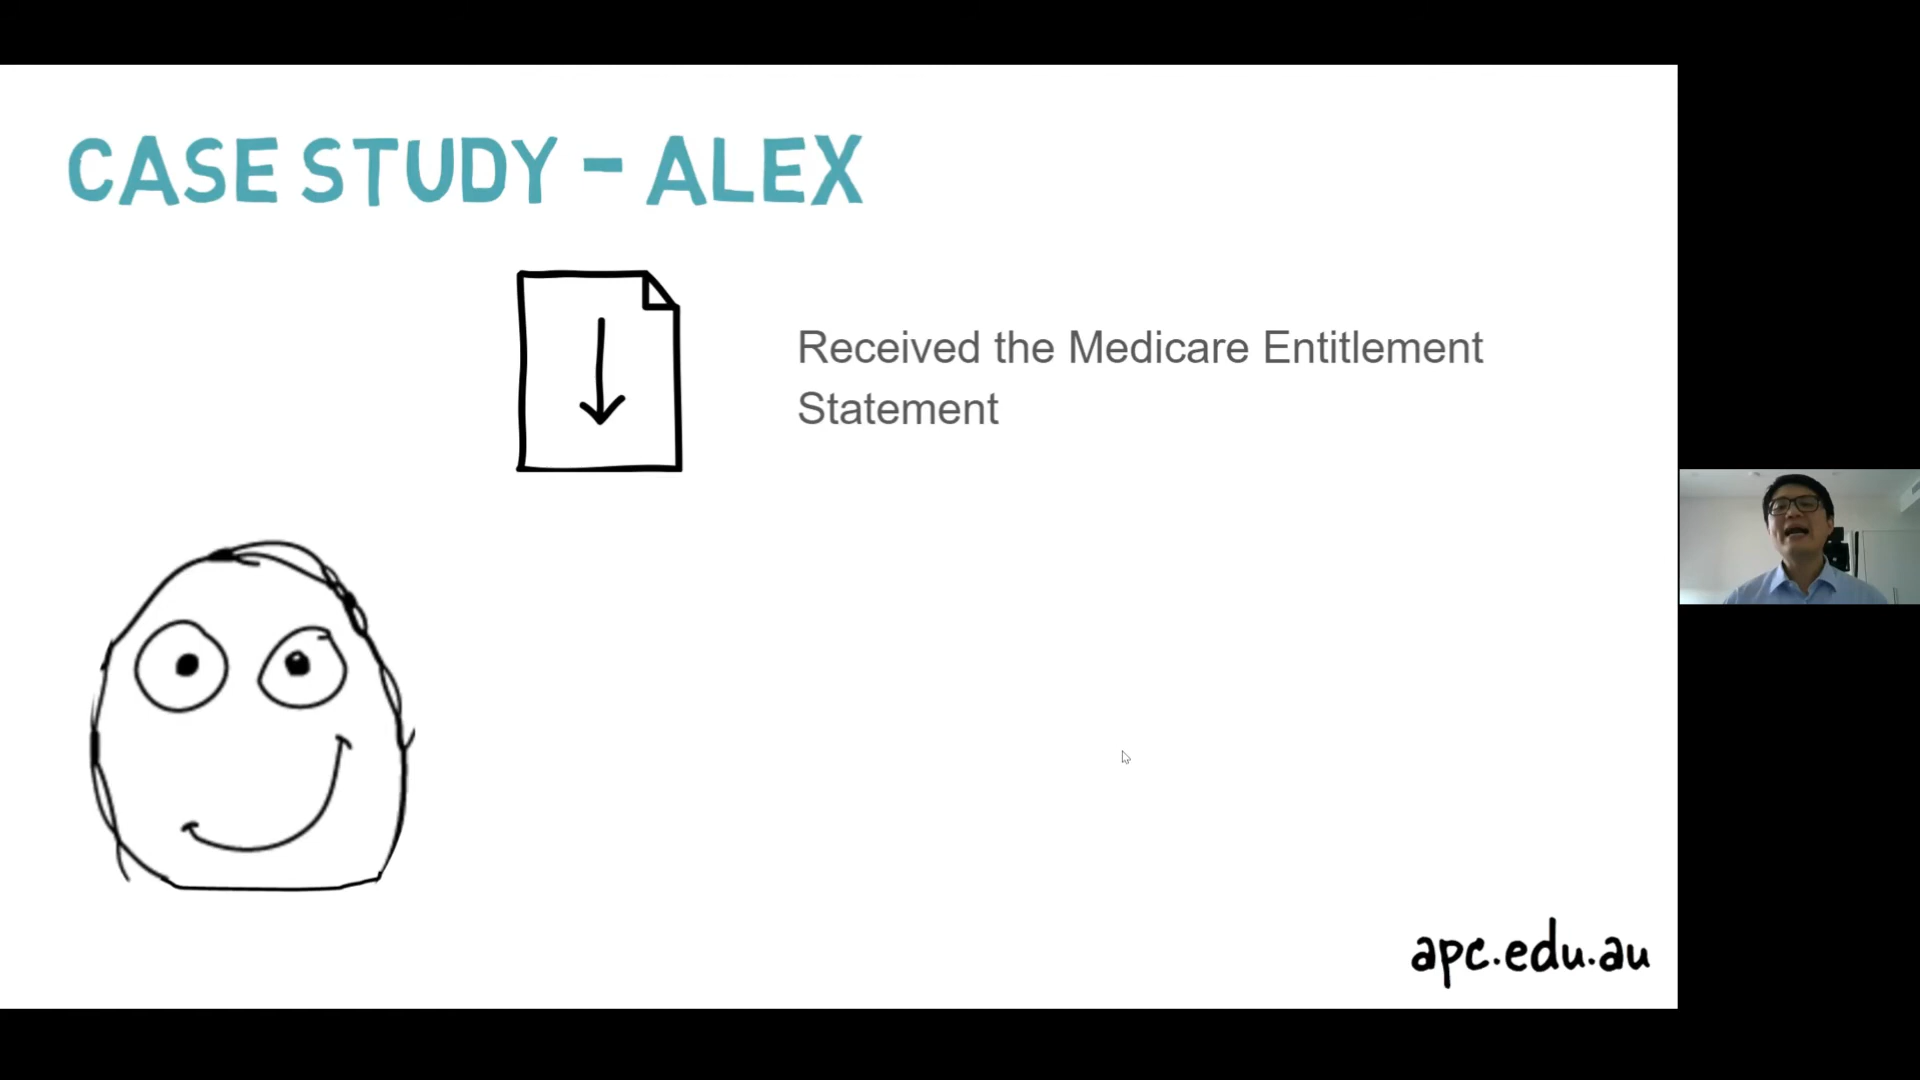 CASE STUDY - ALEX
Received the Medicare Entitlement
Statement
apc.edu.au